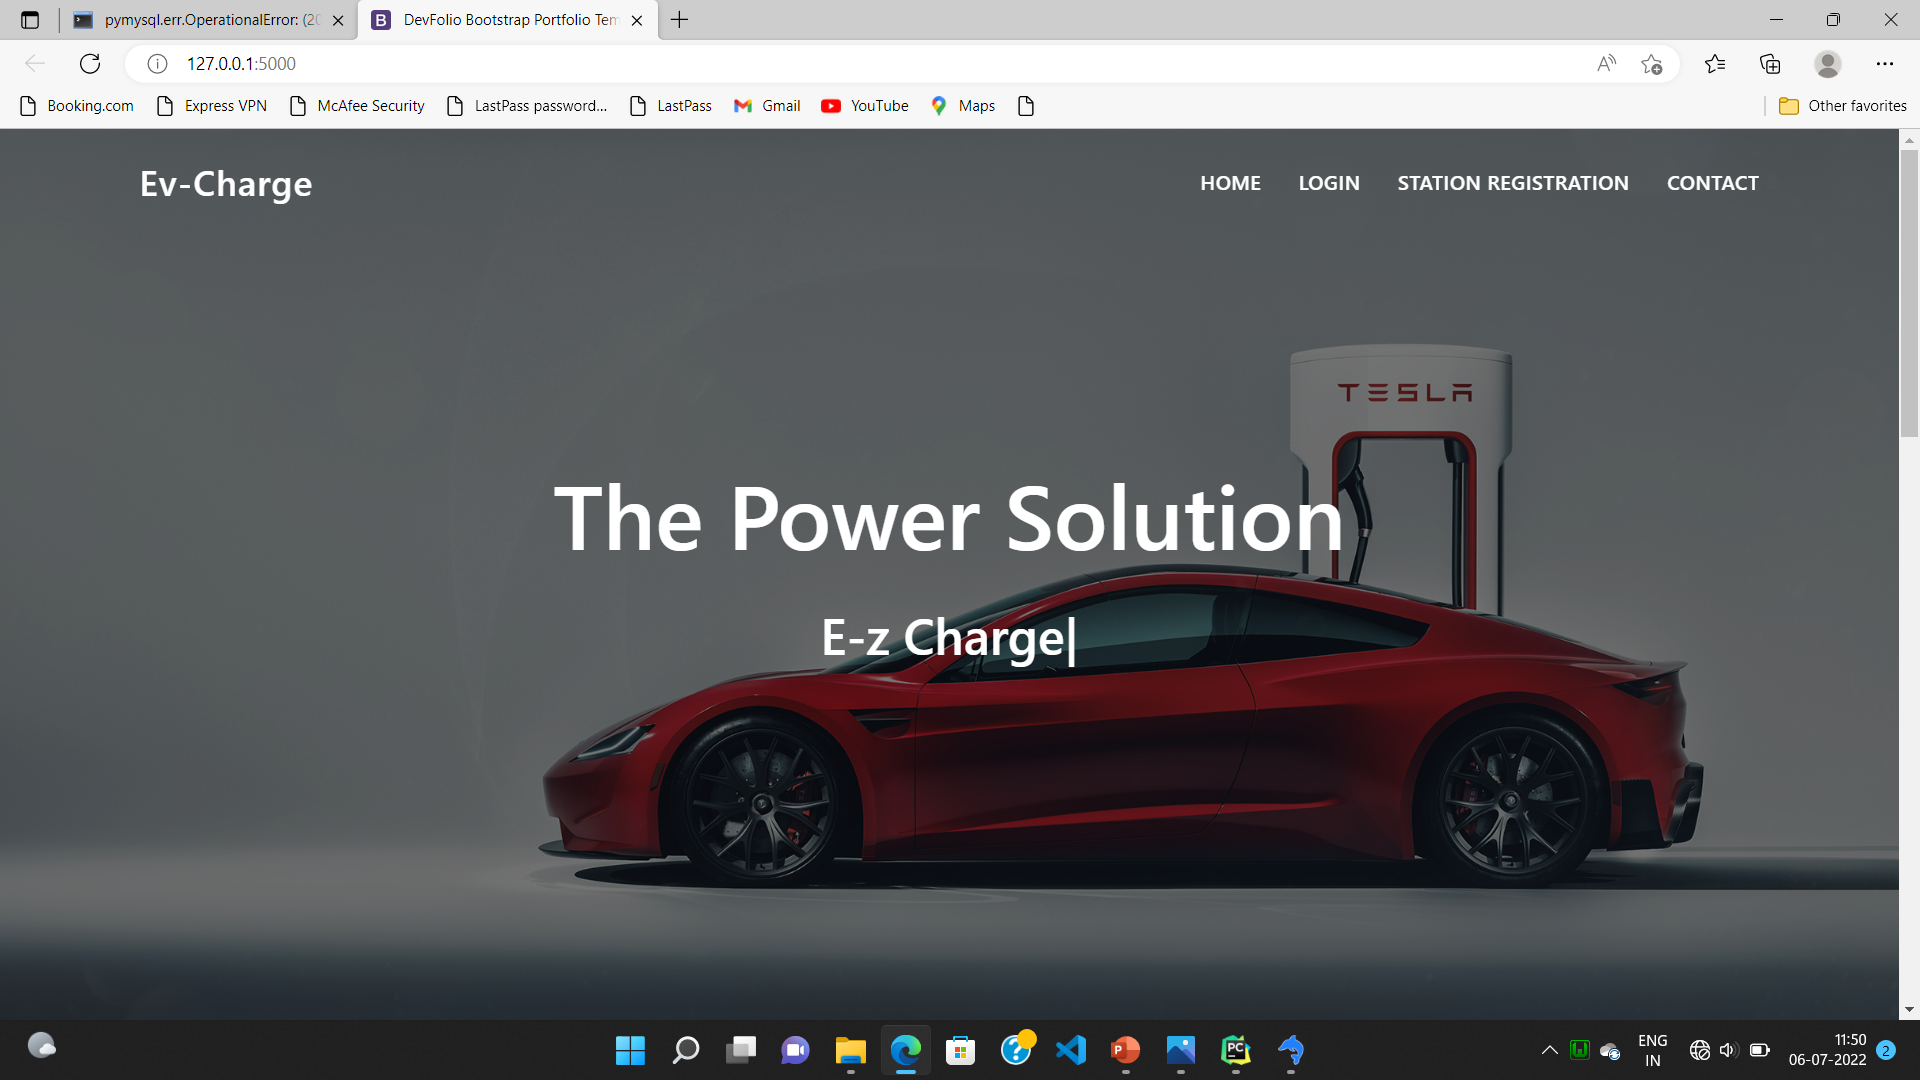 pymysql.err.OperationalError: (20
DevFolio Bootstrap Portfolio Tem
127.0.0.1:5000
Booking.com
Express VPN
McAfee Security
LastPass password...
LastPass
Gmail
YouTube
Maps
Other favorites
Ev-Charge
HOME
LOGIN
STATION REGISTRATION
CONTACT
TESLA
The Power Solution
E-z Charge|
ENG
IN
11:50
06-07-2022
2